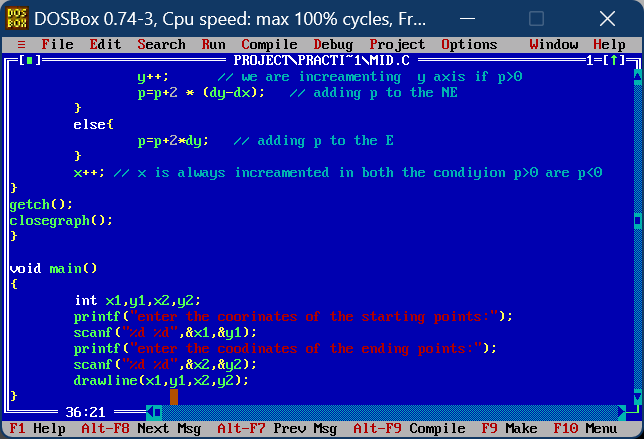 DOS
BOX
DOSBox 0.74-3, Cpu speed: max 100% cycles, Fr...
≡ File Edit Search Run Compile Debug Project Options Window Help
[■] PROJECT\PRACTI~1\MID.C 1=[↑]
y++; // we are increamenting y axis if p>0
p=p+2 * (dy-dx); // adding p to the NE
}
else{
p=p+2*dy; // adding p to the E
}
x++; // x is always increamented in both the condiyion p>0 are p<0
}
getch();
closegraph();
}
void main()
{
int x1,y1,x2,y2;
printf("enter the coorinates of the starting points:");
scanf("%d %d",&x1,&y1);
printf("enter the coodinates of the ending points:");
scanf("%d %d",&x2,&y2);
drawline(x1,y1,x2,y2);
}
36:21
F1 Help Alt-F8 Next Msg Alt-F7 Prev Msg Alt-F9 Compile F9 Make F10 Menu